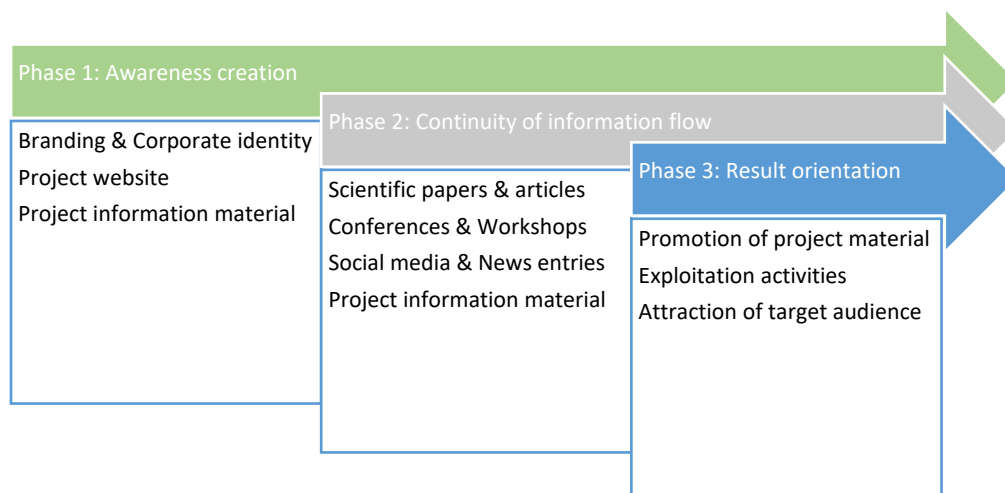 Phase 1: Awareness creation
Branding & Corporate identity
Project website
Project information material
Phase 2: Continuity of information flow
Scientific papers & articles
Conferences & Workshops
Social media & News entries
Project information material
Phase 3: Result orientation
Promotion of project material
Exploitation activities
Attraction of target audience